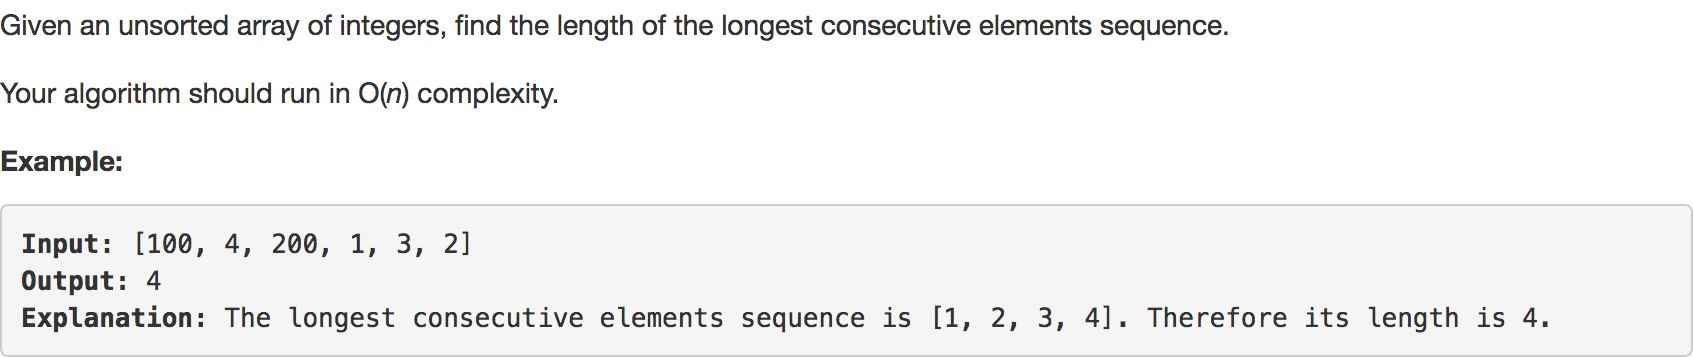 Given an unsorted array of integers, find the length of the longest consecutive elements sequence.
Your algorithm should run in O(n) complexity.
Example:
Input: [100, 4, 200, 1, 3, 2]
Output: 4
Explanation: The longest consecutive elements sequence is [1, 2, 3, 4]. Therefore its length is 4.